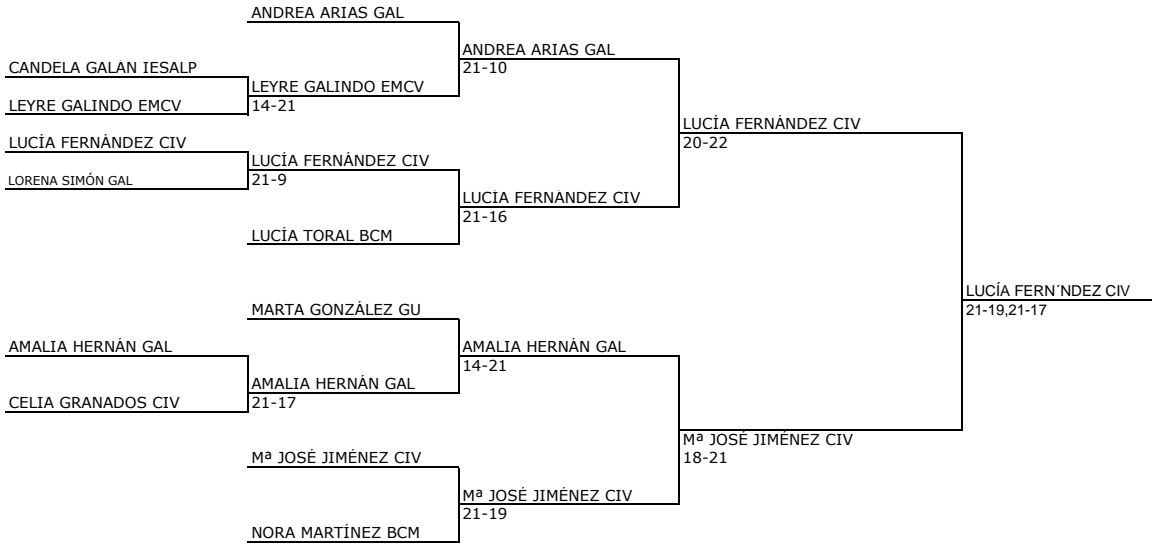 ANDREA ARIAS GAL
ANDREA ARIAS GAL
21-10
CANDELA GALÁN IESALP
LEYRE GALINDO EMCV
14-21
LEYRE GALINDO EMCV
LUCÍA FERNÁNDEZ CIV
20-22
LUCÍA FERNÁNDEZ CIV
LUCÍA FERNÁNDEZ CIV
21-9
LORENA SIMÓN GAL
LUCÍA FERNÁNDEZ CIV
21-16
LUCÍA TORAL BCM
LUCÍA FERN´NDEZ CIV
21-19,21-17
MARTA GONZÁLEZ GU
AMALIA HERNÁN GAL
AMALIA HERNÁN GAL
14-21
AMALIA HERNÁN GAL
21-17
CELIA GRANADOS CIV
Mª JOSÉ JIMÉNEZ CIV
18-21
Mª JOSÉ JIMÉNEZ CIV
Mª JOSÉ JIMÉNEZ CIV
21-19
NORA MARTÍNEZ BCM